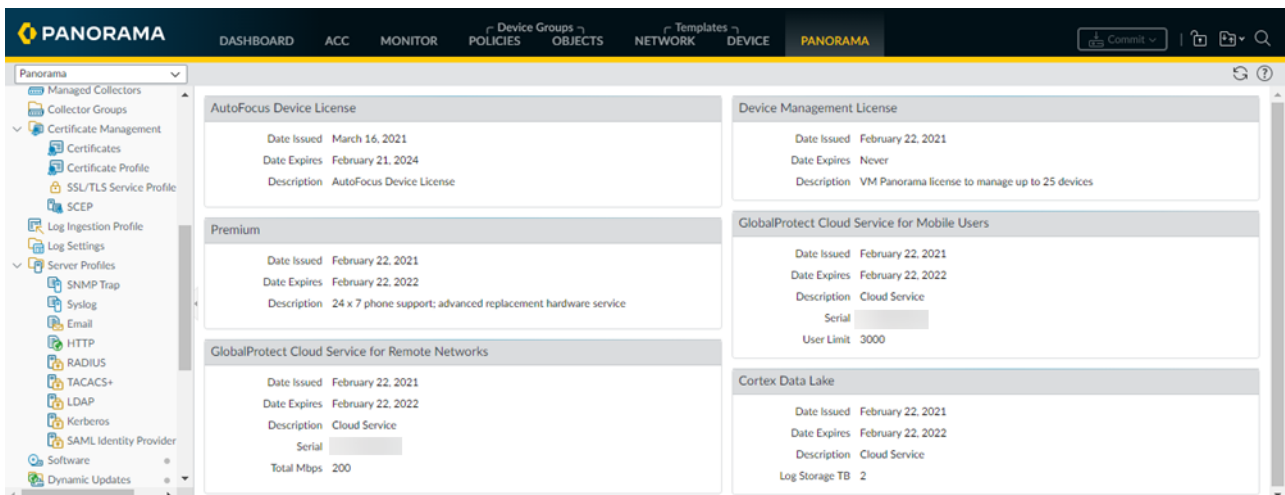 PANORAMA
Device Groups
Templates
DASHBOARD ACC MONITOR POLICIES OBJECTS NETWORK DEVICE PANORAMA
Commit
Panorama
Managed Collectors
Collector Groups
Certificate Management
Certificates
Certificate Profile
SSL/TLS Service Profile
SCEP
Log Ingestion Profile
Log Settings
Server Profiles
SNMP Trap
Syslog
Email
HTTP
RADIUS
TACACS+
LDAP
Kerberos
SAML Identity Provider
Software
Dynamic Updates
AutoFocus Device License
Date Issued March 16, 2021
Date Expires February 21, 2024
Description AutoFocus Device License
Premium
Date Issued February 22, 2021
Date Expires February 22, 2022
Description 24 x 7 phone support; advanced replacement hardware service
GlobalProtect Cloud Service for Remote Networks
Date Issued February 22, 2021
Date Expires February 22, 2022
Description Cloud Service
Serial
Total Mbps 200
Device Management License
Date Issued February 22, 2021
Date Expires Never
Description VM Panorama license to manage up to 25 devices
GlobalProtect Cloud Service for Mobile Users
Date Issued February 22, 2021
Date Expires February 22, 2022
Description Cloud Service
Serial
User Limit 3000
Cortex Data Lake
Date Issued February 22, 2021
Date Expires February 22, 2022
Description Cloud Service
Log Storage TB 2